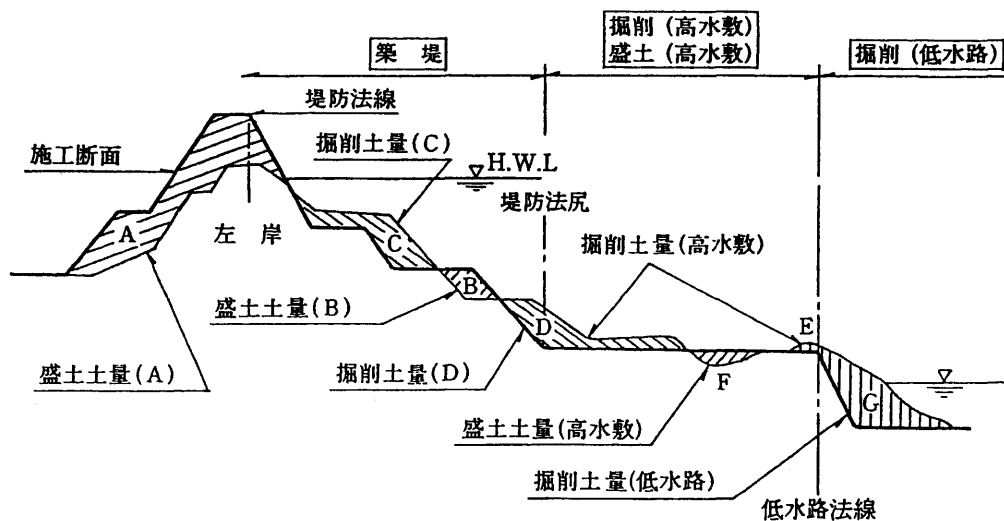 掘削(高水敷)
盛土(高水敷)
築 堤
掘削(低水路)
堤防法線
掘削土量(C)
施工断面
H.W.L
堤防法尻
A
左 岸
C
掘削土量(高水敷)
B
盛土土量(B)
D
E
盛土土量(A)
掘削土量(D)
F
G
盛土土量(高水敷)
掘削土量(低水路)
低水路法線